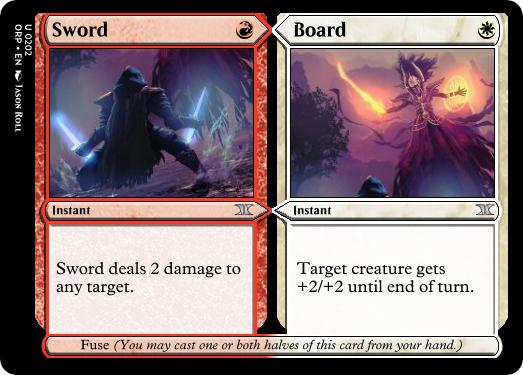 U 0202
ORP • EN JASON ROLL
Sword
Instant
Sword deals 2 damage to
any target.
Board
Instant
Target creature gets
+2/+2 until end of turn.
Fuse (You may cast one or both halves of this card from your hand.)